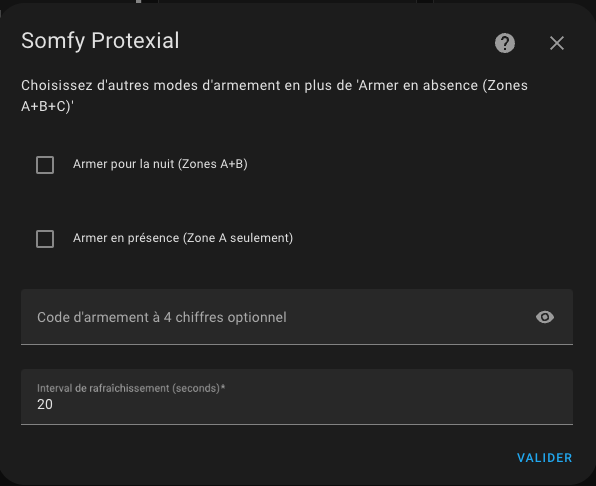 Somfy Protexial
Choisissez d'autres modes d'armement en plus de 'Armer en absence (Zones
A+B+C)'
Armer pour la nuit (Zones A+B)
Armer en présence (Zone A seulement)
Code d'armement à 4 chiffres optionnel
Interval de rafraîchissement (seconds)*
20
VALIDER